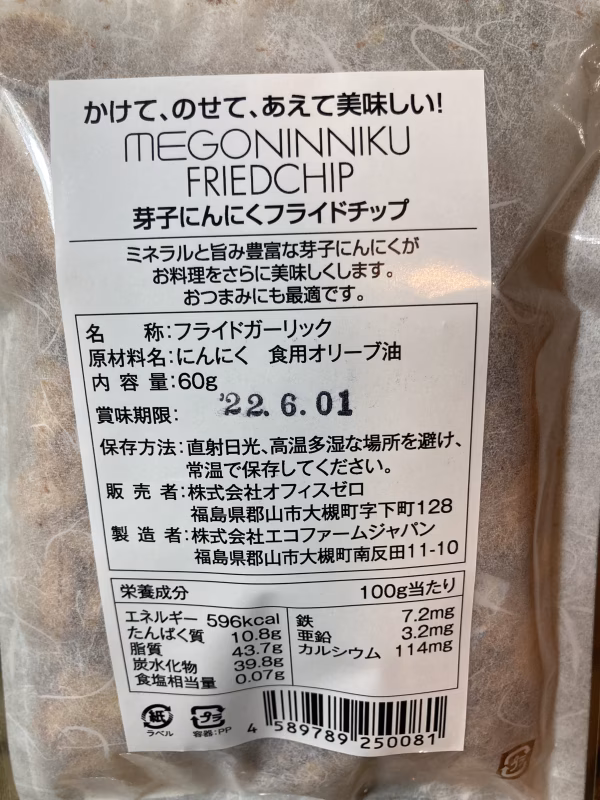 かけて、のせて、あえて美味しい!
MEGONINNIKU
FRIEDCHIP
芽子にんにくフライドチップ
ミネラルと旨み豊富な芽子にんにくが
お料理をさらに美味しくします。
おつまみにも最適です。
名 称:フライドガーリック
原材料名:にんにく 食用オリーブ油
内容量:60g
賞味期限: '22.6.01
保存方法:直射日光、高温多湿な場所を避け、
常温で保存してください。
販売者:株式会社オフィスゼロ
福島県郡山市大槻町字下町128
製造者:株式会社エコファームジャパン
福島県郡山市大槻町南反田11-10
栄養成分 100g当たり
エネルギー 596kcal
たんぱく質 10.8g
脂質 43.7g
炭水化物 39.8g
食塩相当量 0.07g
鉄 7.2mg
亜鉛 3.2mg
カルシウム 114mg
紙
ラベル
プラ
容器:PP
4 589789 250081